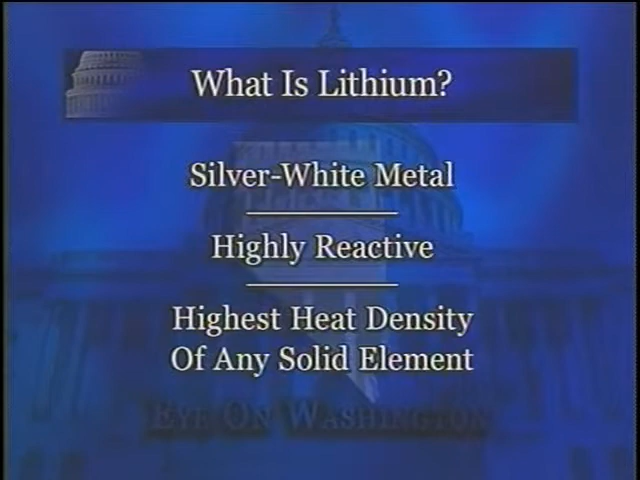 What Is Lithium?
Silver-White Metal
Highly Reactive
Highest Heat Density
Of Any Solid Element
EYE ON WASHINGTON